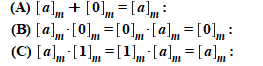 (A) [a]ₘ + [0]ₘ = [a]ₘ :
(B) [a]ₘ·[0]ₘ = [0]ₘ·[a]ₘ = [0]ₘ :
(C) [a]ₘ·[1]ₘ = [1]ₘ·[a]ₘ = [a]ₘ :